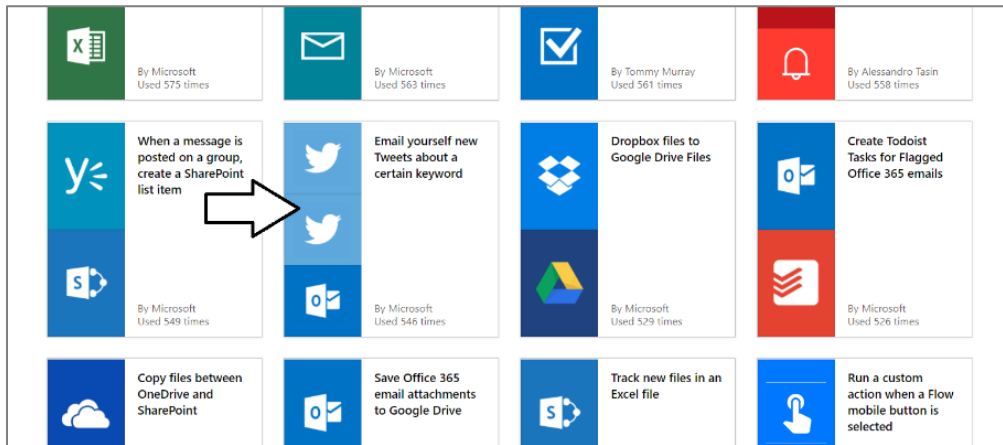 By Microsoft
Used 575 times
By Microsoft
Used 563 times
By Tommy Murray
Used 561 times
By Alessandro Tasin
Used 558 times
When a message is
posted on a group,
create a SharePoint
list item
By Microsoft
Used 549 times
Email yourself new
Tweets about a
certain keyword
By Microsoft
Used 546 times
Dropbox files to
Google Drive Files
By Microsoft
Used 529 times
Create Todoist
Tasks for Flagged
Office 365 emails
By Microsoft
Used 526 times
Copy files between
OneDrive and
SharePoint
Save Office 365
email attachments
to Google Drive
Track new files in an
Excel file
Run a custom
action when a Flow
mobile button is
selected